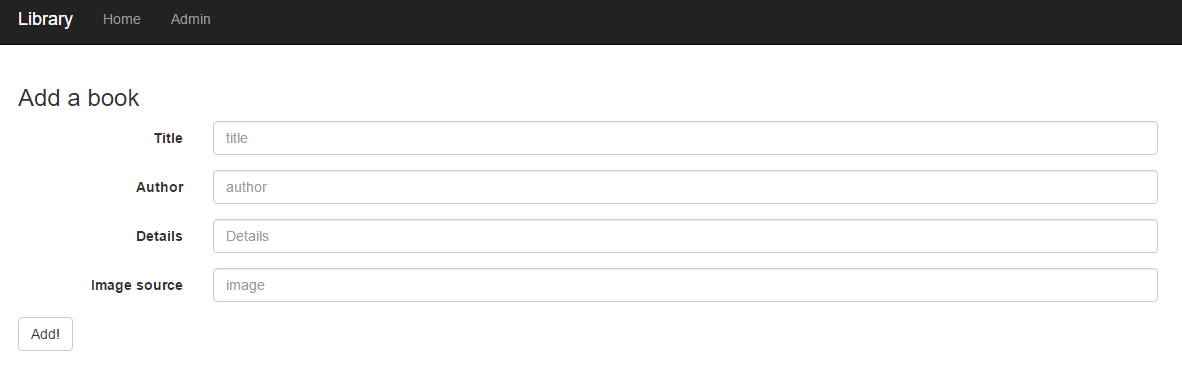 Library Home Admin
Add a book
Title title
Author author
Details Details
Image source image
Add!